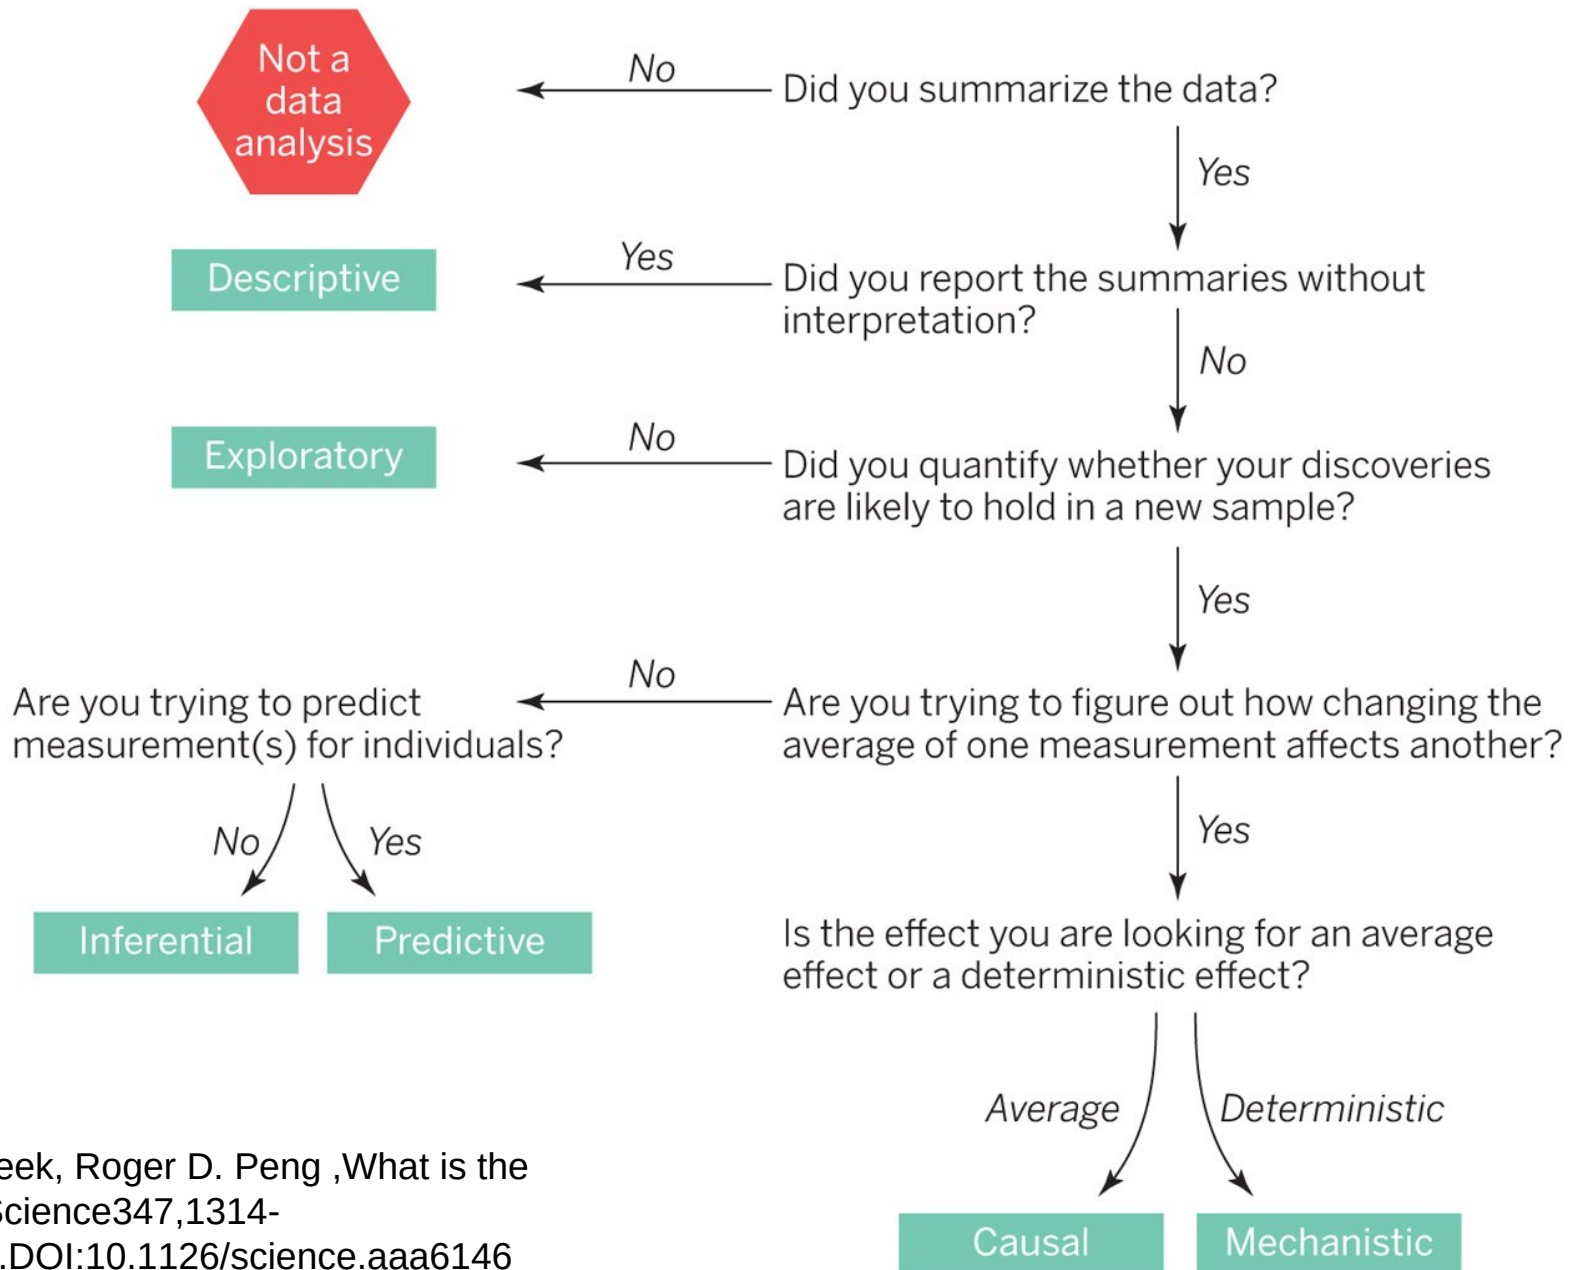 Not a
data
analysis
No
Did you summarize the data?
Yes
Descriptive
Yes
Did you report the summaries without
interpretation?
No
Exploratory
No
Did you quantify whether your discoveries
are likely to hold in a new sample?
Yes
Are you trying to predict
measurement(s) for individuals?
No
Are you trying to figure out how changing the
average of one measurement affects another?
No
Yes
Yes
Inferential
Predictive
Is the effect you are looking for an average
effect or a deterministic effect?
Average
Deterministic
Causal
Mechanistic
eek, Roger D. Peng ,What is the
Science347,1314-
.DOI:10.1126/science.aaa6146